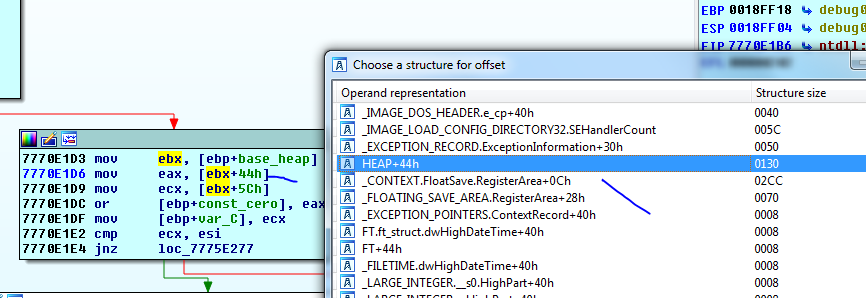 EBP 0018FF18 debug0
ESP 0018FF04 debug0
EIP 7770E1B6 ntdll:
Choose a structure for offset
Operand representation Structure size
_IMAGE_DOS_HEADER.e_cp+40h 0040
_IMAGE_LOAD_CONFIG_DIRECTORY32.SEHandlerCount 005C
_EXCEPTION_RECORD.ExceptionInformation+30h 0050
HEAP+44h 0130
_CONTEXT.FloatSave.RegisterArea+0Ch 02CC
_FLOATING_SAVE_AREA.RegisterArea+28h 0070
_EXCEPTION_POINTERS.ContextRecord+40h 0008
FT.ft_struct.dwHighDateTime+40h 0008
FT+44h 0008
_FILETIME.dwHighDateTime+40h 0008
_LARGE_INTEGER.__s0.HighPart+40h 0008
7770E1D3 mov ebx, [ebp+base_heap]
7770E1D6 mov eax, [ebx+44h]
7770E1D9 mov ecx, [ebx+5Ch]
7770E1DC or [ebp+const_cero], eax
7770E1DF mov [ebp+var_C], ecx
7770E1E2 cmp ecx, esi
7770E1E4 jnz loc_7775E277